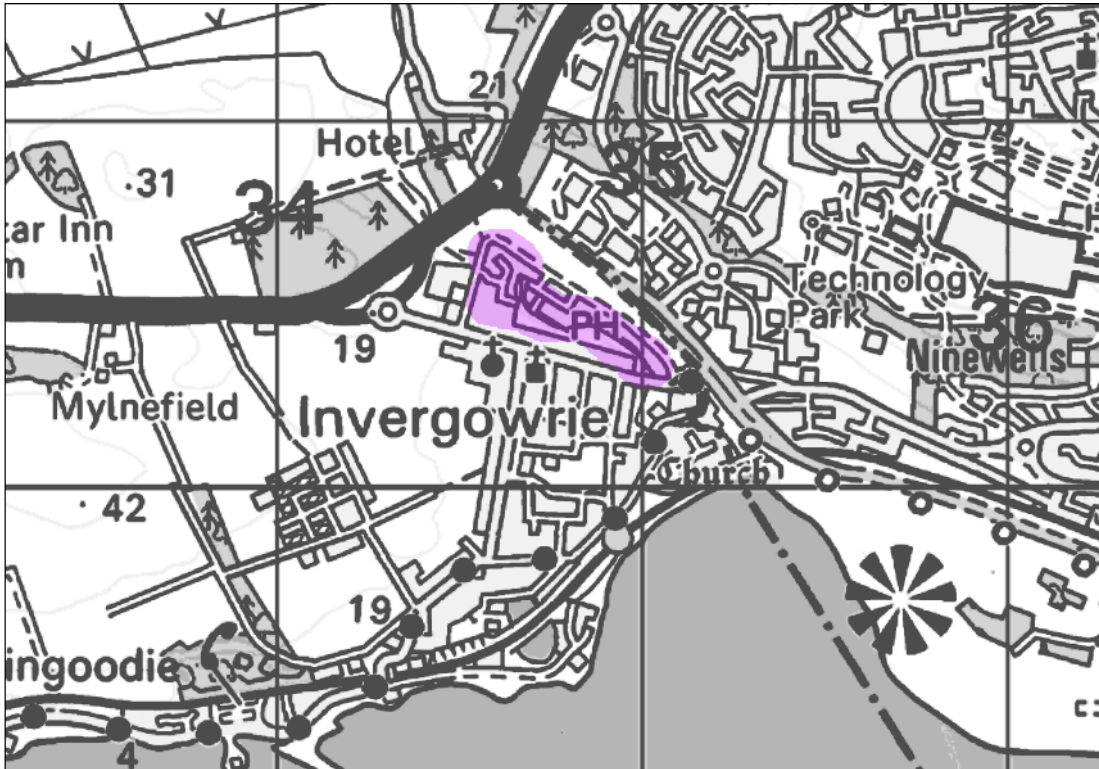 21
Hotel
35
31
34
tar Inn
m
Technology
Park
36
PH
19
Ninewells
Mylnefield
Invergowrie
Church
42
19
ingoodie
4